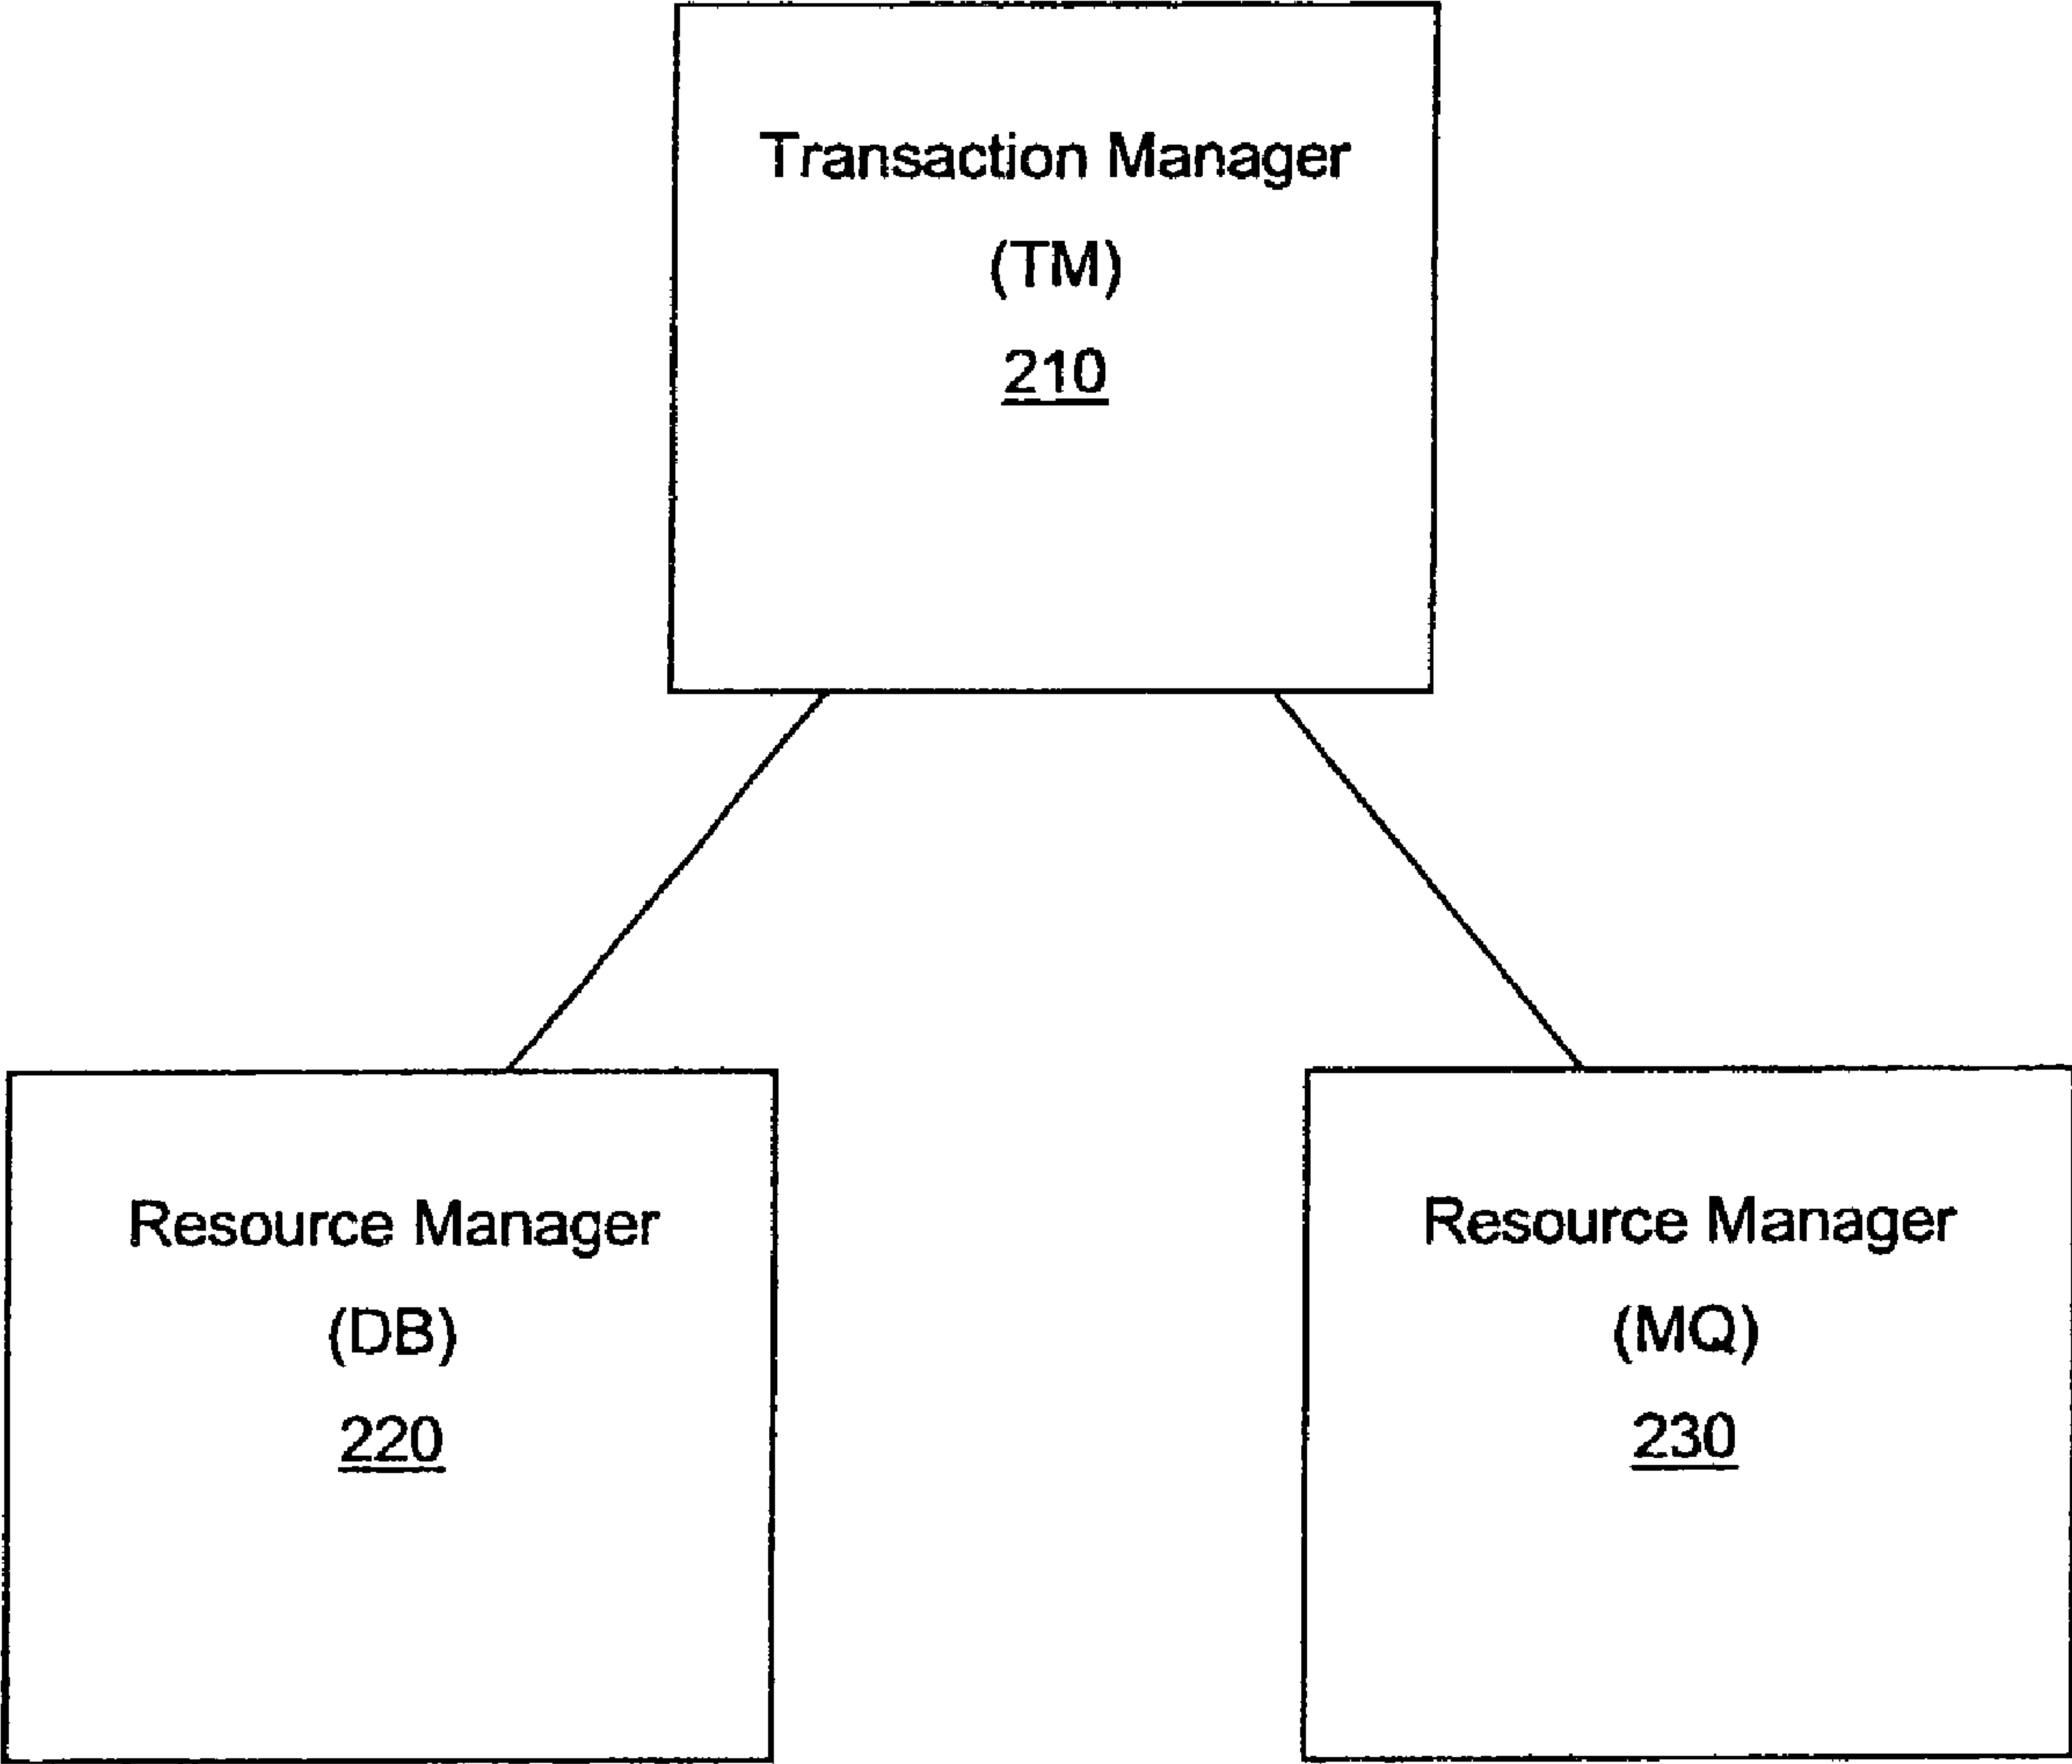 Transaction Manager
(TM)
210
Resource Manager
(DB)
220
Resource Manager
(MQ)
230